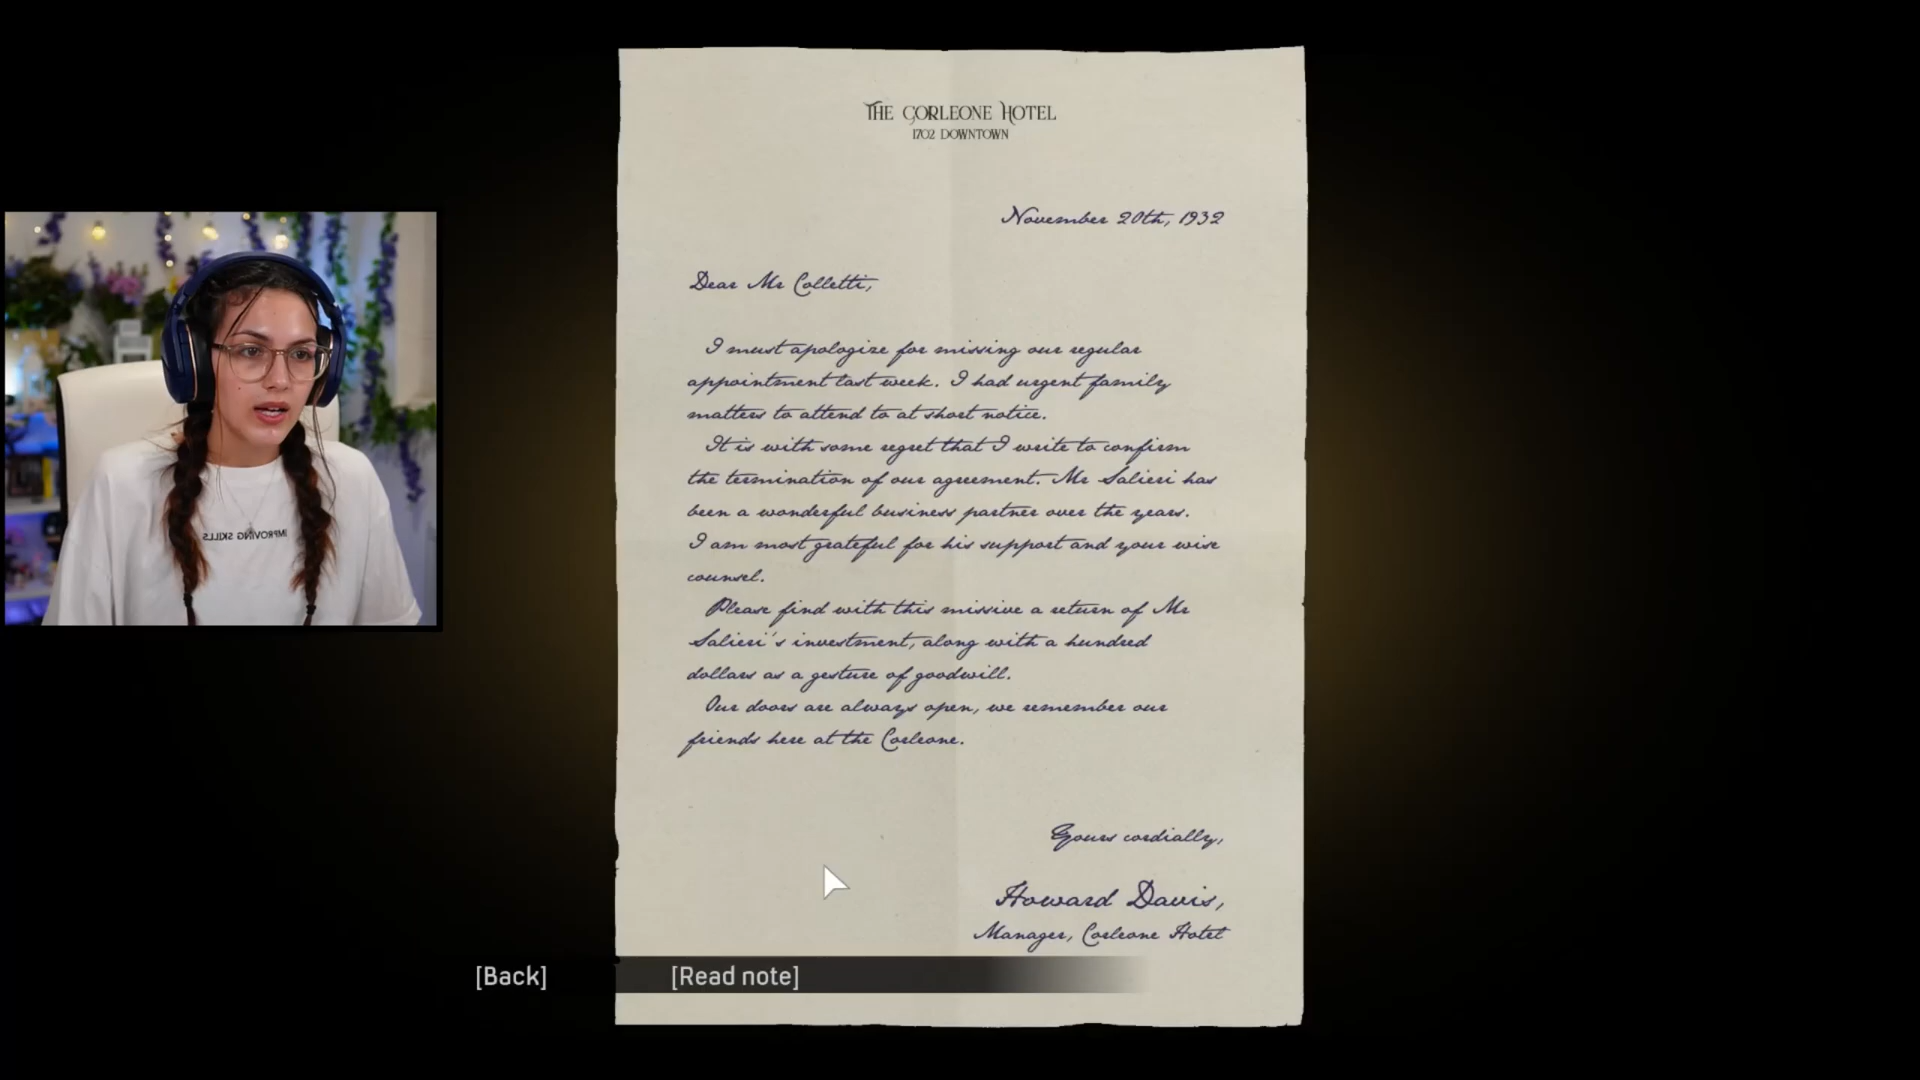 THE CORLEONE HOTEL
1702 DOWNTOWN
November 20th, 1932
Dear Mr Colletti,
I must apologize for missing our regular
appointment last week. I had urgent family
matters to attend to at short notice.
It is with some regret that I write to confirm
the termination of our agreement. Mr Salieri has
been a wonderful business partner over the years.
I am most grateful for his support and your wise
counsel.
Please find with this missive a return of Mr
Salieri's investment, along with a hundred
dollars as a gesture of goodwill.
Our doors are always open, we remember our
friends here at the Corleone.
Yours cordially,
Howard Davis,
Manager, Corleone Hotel
[Back]
[Read note]
IMPROVING SKILLS